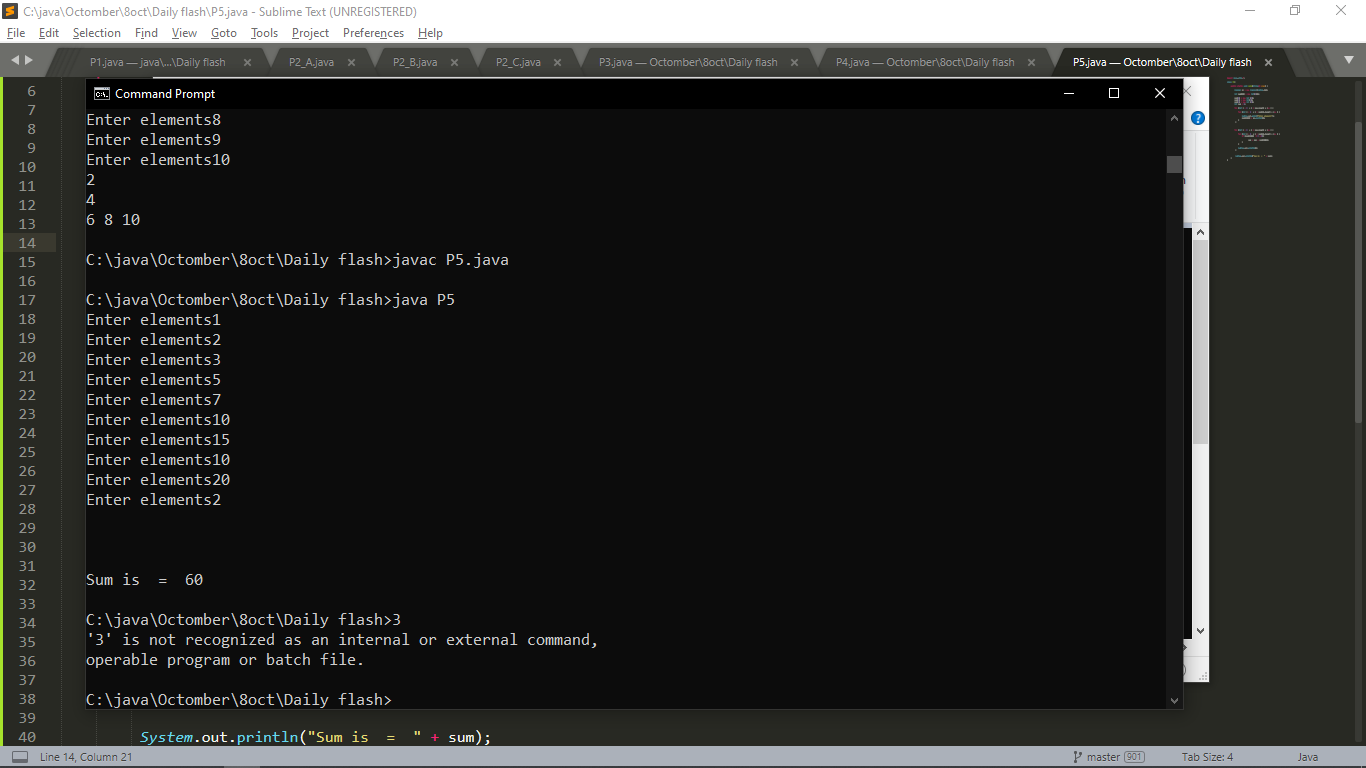 C:\java\Octomber\8oct\Daily flash\P5.java - Sublime Text (UNREGISTERED)
File Edit Selection Find View Goto Tools Project Preferences Help
P1.java — java\...\Daily flash P2_A.java P2_B.java P2_C.java P3.java — Octomber\8oct\Daily flash P4.java — Octomber\8oct\Daily flash P5.java — Octomber\8oct\Daily flash
Command Prompt
6
7
8
9
10
11
12
13
14
15
16
17
18
19
20
21
22
23
24
25
26
27
28
29
30
31
32
33
34
35
36
37
38
39
40
Enter elements8
Enter elements9
Enter elements10
2
4
6 8 10
C:\java\Octomber\8oct\Daily flash>javac P5.java
C:\java\Octomber\8oct\Daily flash>java P5
Enter elements1
Enter elements2
Enter elements3
Enter elements5
Enter elements7
Enter elements10
Enter elements15
Enter elements10
Enter elements20
Enter elements2
Sum is  =  60
C:\java\Octomber\8oct\Daily flash>3
'3' is not recognized as an internal or external command,
operable program or batch file.
C:\java\Octomber\8oct\Daily flash>
System.out.println("Sum is  =  " + sum);
Line 14, Column 21 master 901 Tab Size: 4 Java